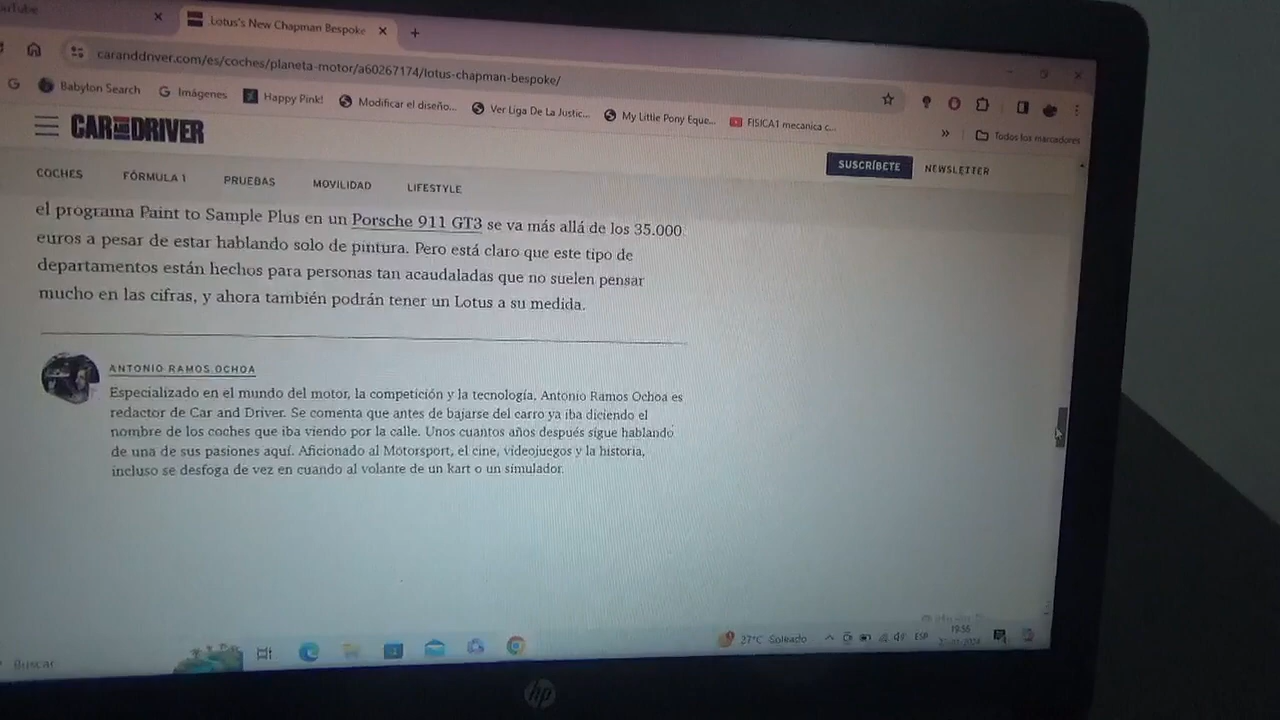 YouTube
Lotus's New Chapman Bespoke
caranddriver.com/es/coches/planeta-motor/a60267174/lotus-chapman-bespoke/
Babylon Search Imágenes Happy Pink! Modificar el diseño... Ver Liga De La Justic... My Little Pony Eque... FISICA1 mecanica c...
Todos los marcadores
CAR AND DRIVER
SUSCRÍBETE NEWSLETTER
COCHES FÓRMULA 1 PRUEBAS MOVILIDAD LIFESTYLE
el programa Paint to Sample Plus en un Porsche 911 GT3 se va más allá de los 35.000
euros a pesar de estar hablando solo de pintura. Pero está claro que este tipo de
departamentos están hechos para personas tan acaudaladas que no suelen pensar
mucho en las cifras, y ahora también podrán tener un Lotus a su medida.
ANTONIO RAMOS OCHOA
Especializado en el mundo del motor, la competición y la tecnología, Antonio Ramos Ochoa es
redactor de Car and Driver. Se comenta que antes de bajarse del carro ya iba diciendo el
nombre de los coches que iba viendo por la calle. Unos cuantos años después sigue hablando
de una de sus pasiones aquí. Aficionado al Motorsport, el cine, videojuegos y la historia,
incluso se desfoga de vez en cuando al volante de un kart o un simulador.
Buscar
27°C Soleado
ESP
19:55
hp